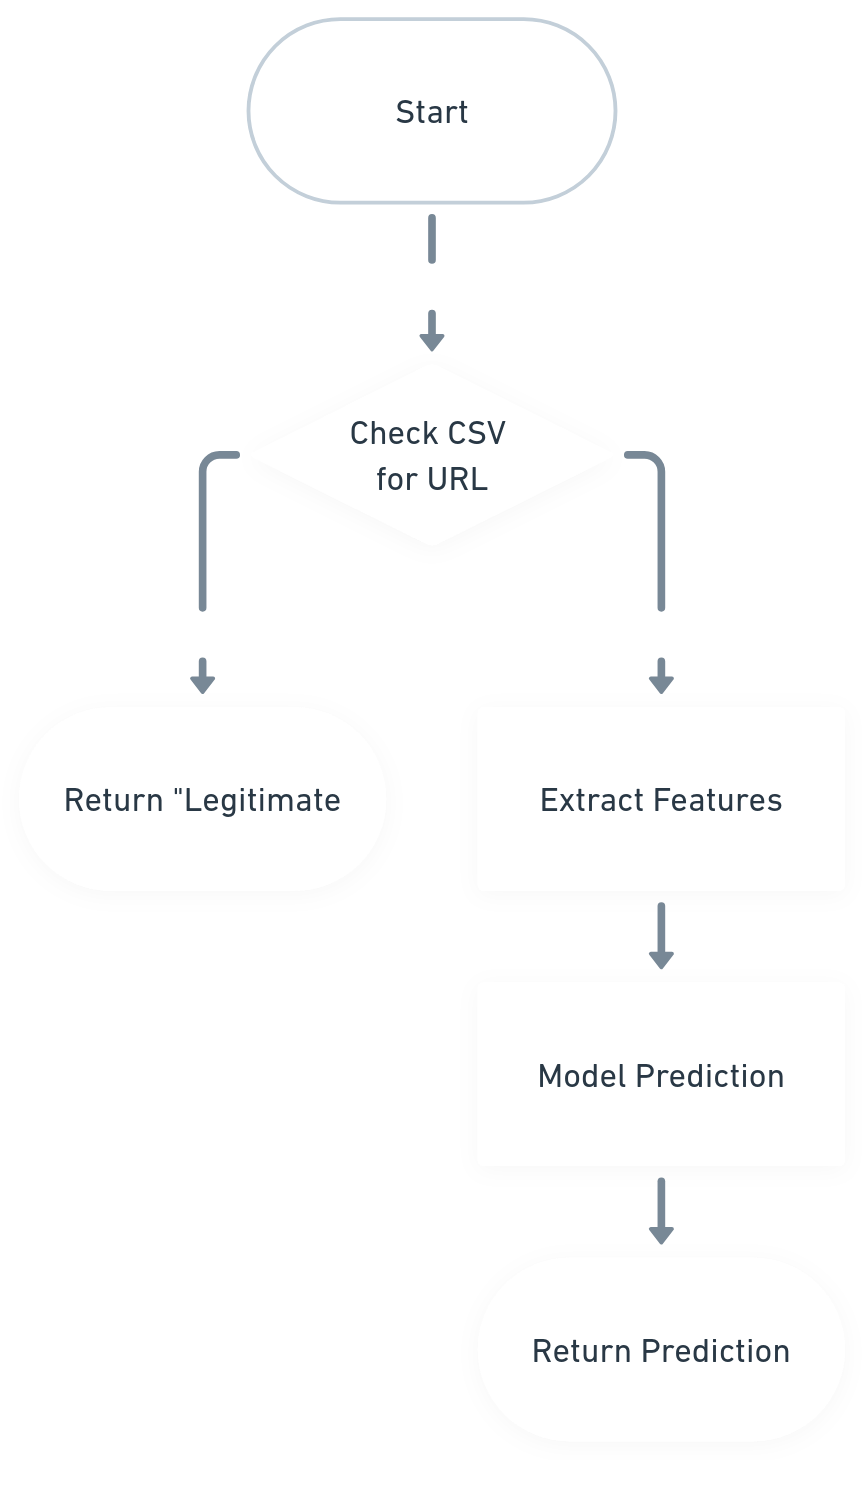 Start
Check CSV
for URL
Return "Legitimate
Extract Features
Model Prediction
Return Prediction